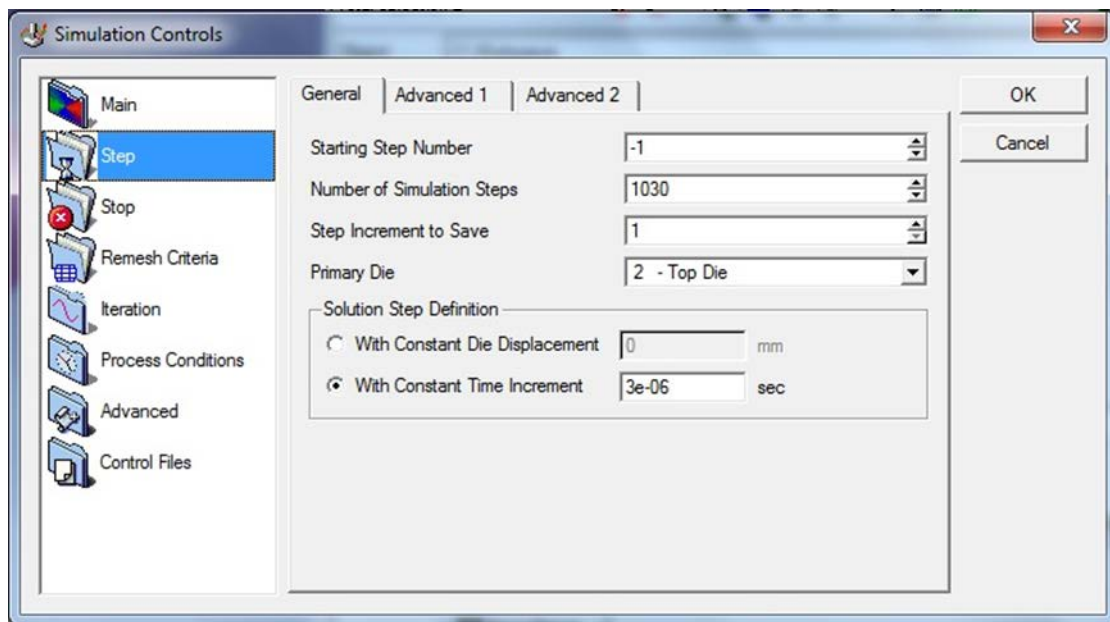 Simulation Controls
Main
Step
Stop
Remesh Criteria
Iteration
Process Conditions
Advanced
Control Files
General
Advanced 1
Advanced 2
Starting Step Number
-1
Number of Simulation Steps
1030
Step Increment to Save
1
Primary Die
2 - Top Die
Solution Step Definition
With Constant Die Displacement
0
mm
With Constant Time Increment
3e-06
sec
OK
Cancel